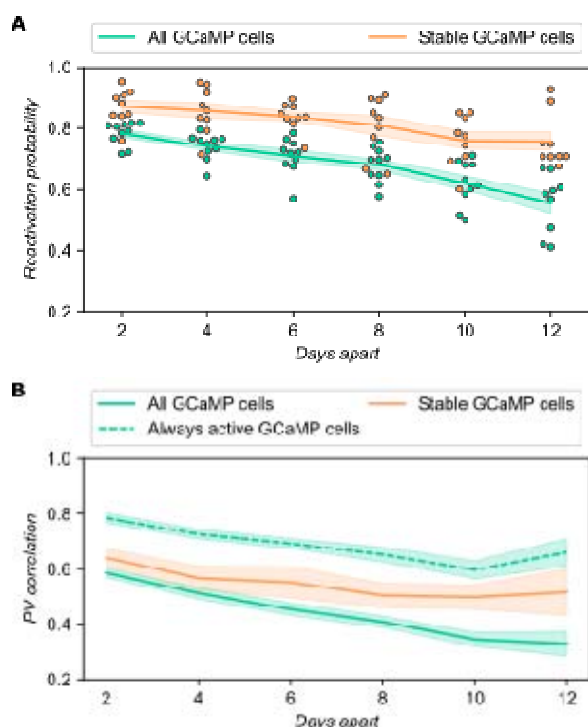 A
All GCaMP cells Stable GCaMP cells
Reactivation probability
1.0
0.8
0.6
0.4
0.2
2 4 6 8 10 12
Days apart
B
All GCaMP cells Stable GCaMP cells
Always active GCaMP cells
PV correlation
1.0
0.8
0.6
0.4
0.2
2 4 6 8 10 12
Days apart